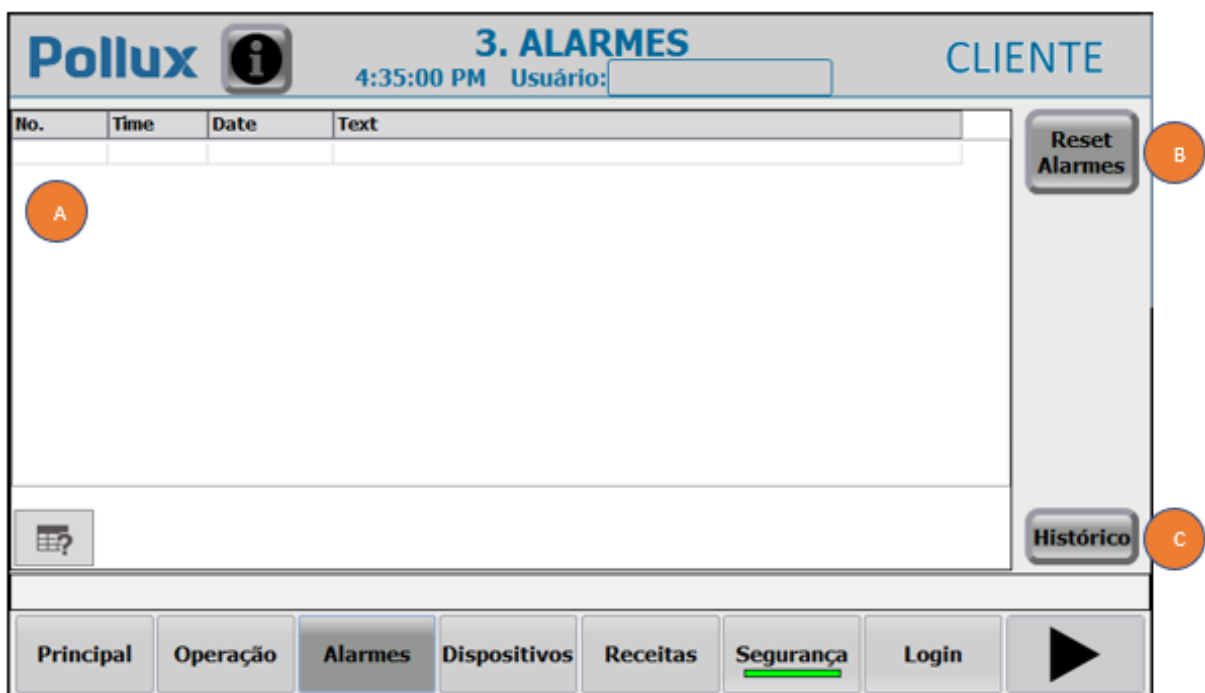 Pollux
3. ALARMES
4:35:00 PM Usuário:
CLIENTE
No. Time Date Text
Reset
Alarmes
B
A
Histórico
C
Principal Operação Alarmes Dispositivos Receitas Segurança Login